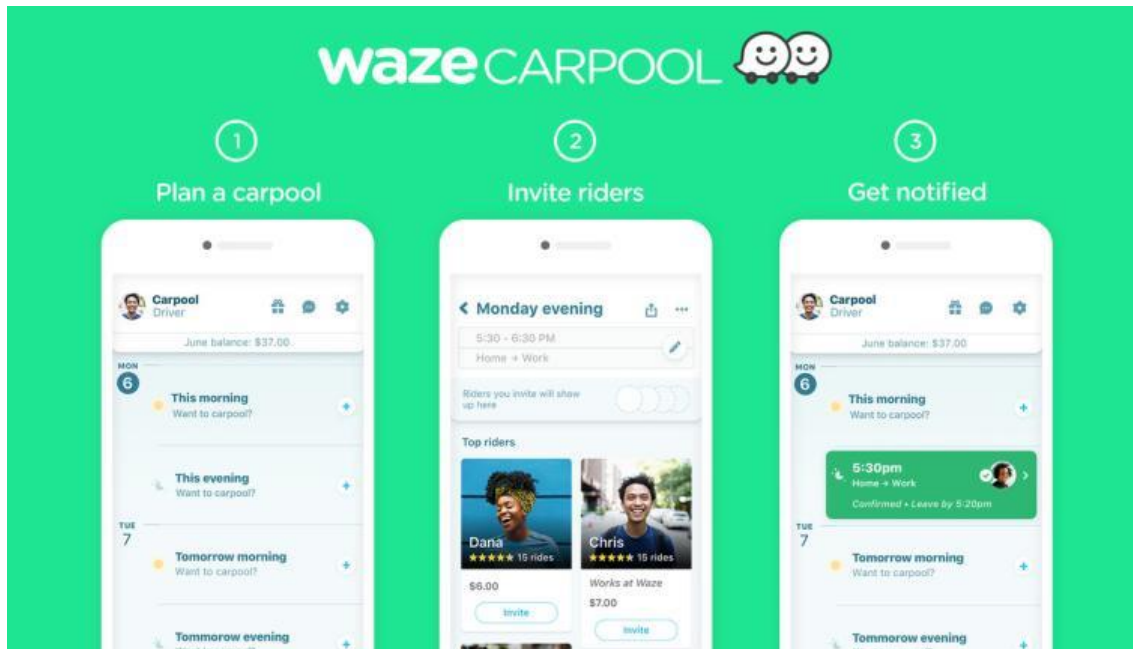 waze CARPOOL
1
Plan a carpool
Carpool
Driver
June balance: $37.00
MON
6
This morning
Want to carpool?
This evening
Want to carpool?
TUE
7
Tomorrow morning
Want to carpool?
Tommorow evening
2
Invite riders
Monday evening
5:30 - 6:30 PM
Home → Work
Riders you invite will show
up here
Top riders
Dana
★★★★★ 15 rides
$6.00
Invite
Chris
★★★★★ 15 rides
Works at Waze
$7.00
Invite
3
Get notified
Carpool
Driver
June balance: $37.00
MON
6
This morning
Want to carpool?
5:30pm
Home → Work
Confirmed • Leave by 5:20pm
TUE
7
Tomorrow morning
Want to carpool?
Tommorow evening